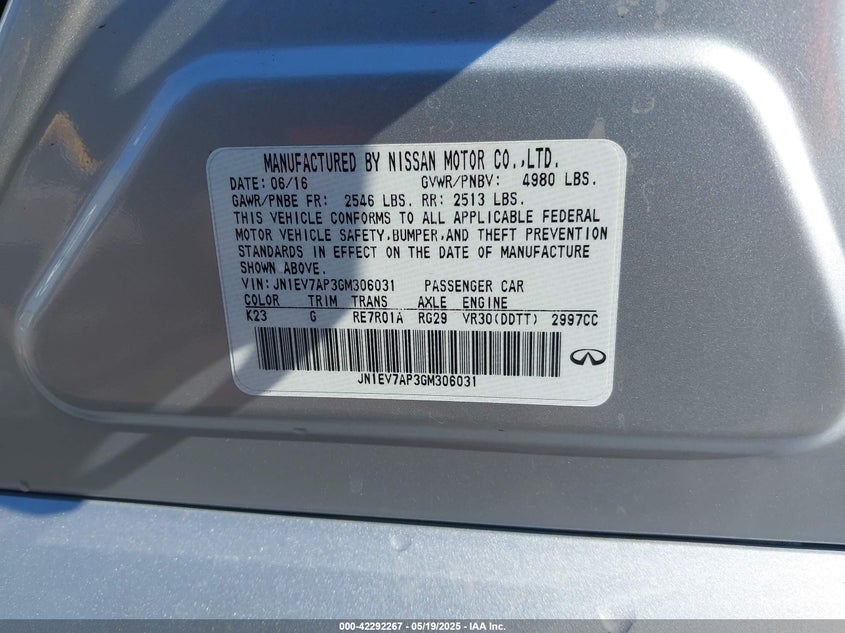 MANUFACTURED BY NISSAN MOTOR CO.,LTD.
DATE: 06/16 GVWR/PNBV: 4980 LBS.
GAWR/PNBE FR: 2546 LBS. RR: 2513 LBS.
THIS VEHICLE CONFORMS TO ALL APPLICABLE FEDERAL
MOTOR VEHICLE SAFETY,BUMPER,AND THEFT PREVENTION
STANDARDS IN EFFECT ON THE DATE OF MANUFACTURE
SHOWN ABOVE.
VIN: JN1EV7AP3GM306031 PASSENGER CAR
COLOR TRIM TRANS AXLE ENGINE
K23 G RE7R01A RG29 VR30(DDTT) 2997CC
JN1EV7AP3GM306031
000-42292267 - 05/19/2025 - IAA Inc.